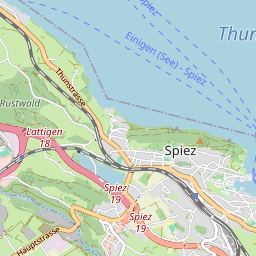 Thun
Einigen (See) - Spiez
Thunstrasse
Rustwald
Lattigen
18
Spiez
Spiez
19
Spiez
19
Hauptstrasse